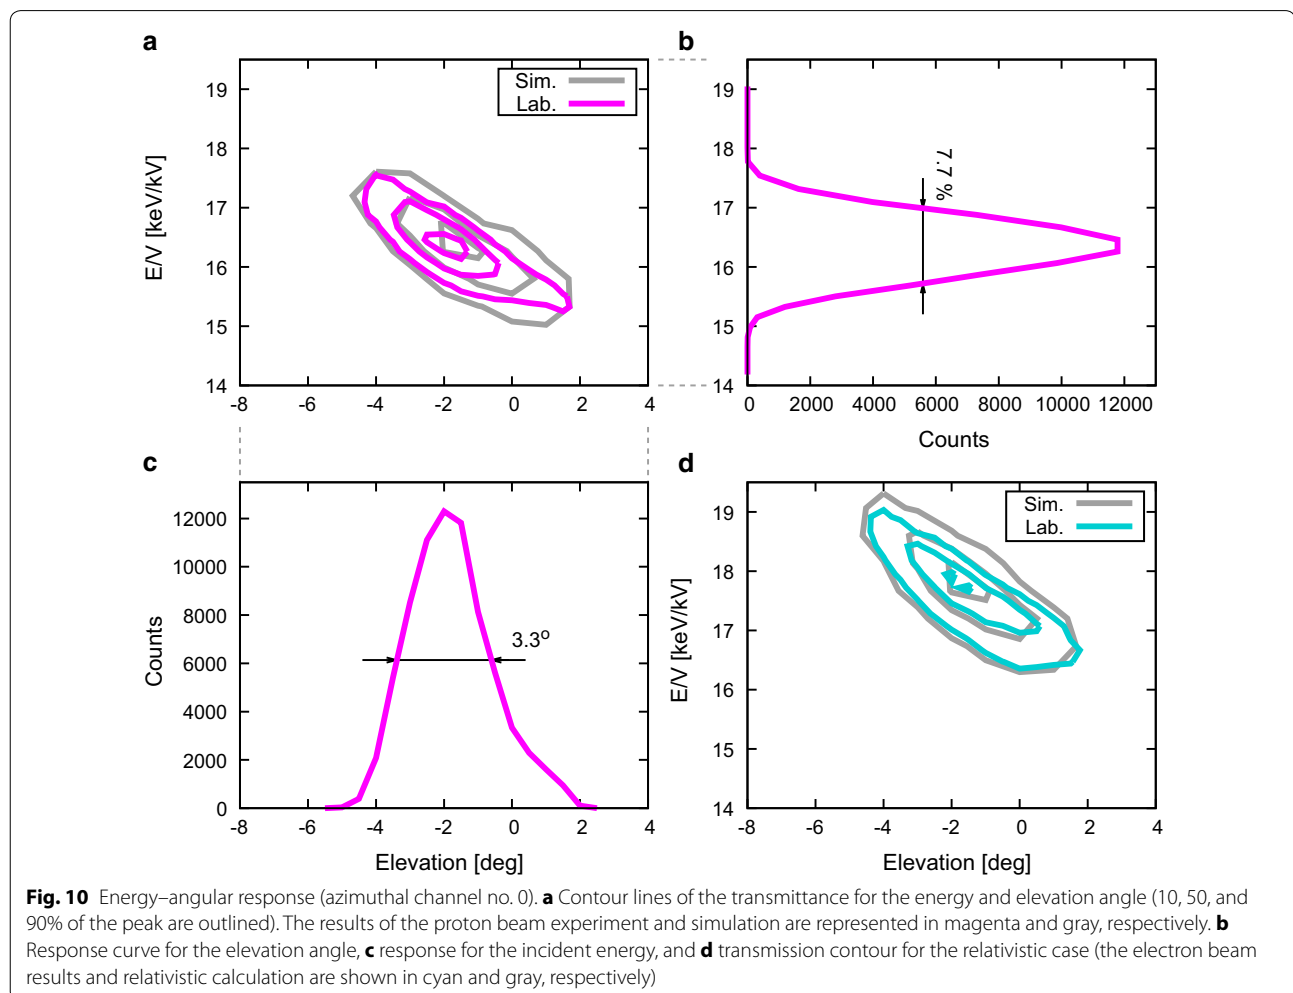 a
E/V [keV/kV]
19
18
17
16
15
14
-8 -6 -4 -2 0 2 4
Sim.
Lab.
b
19
18
17
16
15
14
0 2000 4000 6000 8000 10000 12000
Counts
7.7 %
c
Counts
12000
10000
8000
6000
4000
2000
0
-8 -6 -4 -2 0 2 4
Elevation [deg]
3.3o
d
E/V [keV/kV]
19
18
17
16
15
14
-8 -6 -4 -2 0 2 4
Elevation [deg]
Sim.
Lab.
Fig. 10 Energy–angular response (azimuthal channel no. 0). a Contour lines of the transmittance for the energy and elevation angle (10, 50, and
90% of the peak are outlined). The results of the proton beam experiment and simulation are represented in magenta and gray, respectively. b
Response curve for the elevation angle, c response for the incident energy, and d transmission contour for the relativistic case (the electron beam
results and relativistic calculation are shown in cyan and gray, respectively)